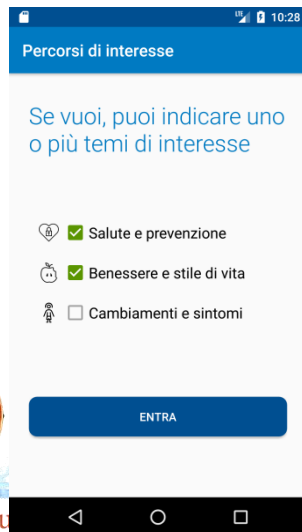 LTE 10:28
Percorsi di interesse
Se vuoi, puoi indicare uno
o più temi di interesse
Salute e prevenzione
Benessere e stile di vita
Cambiamenti e sintomi
ENTRA